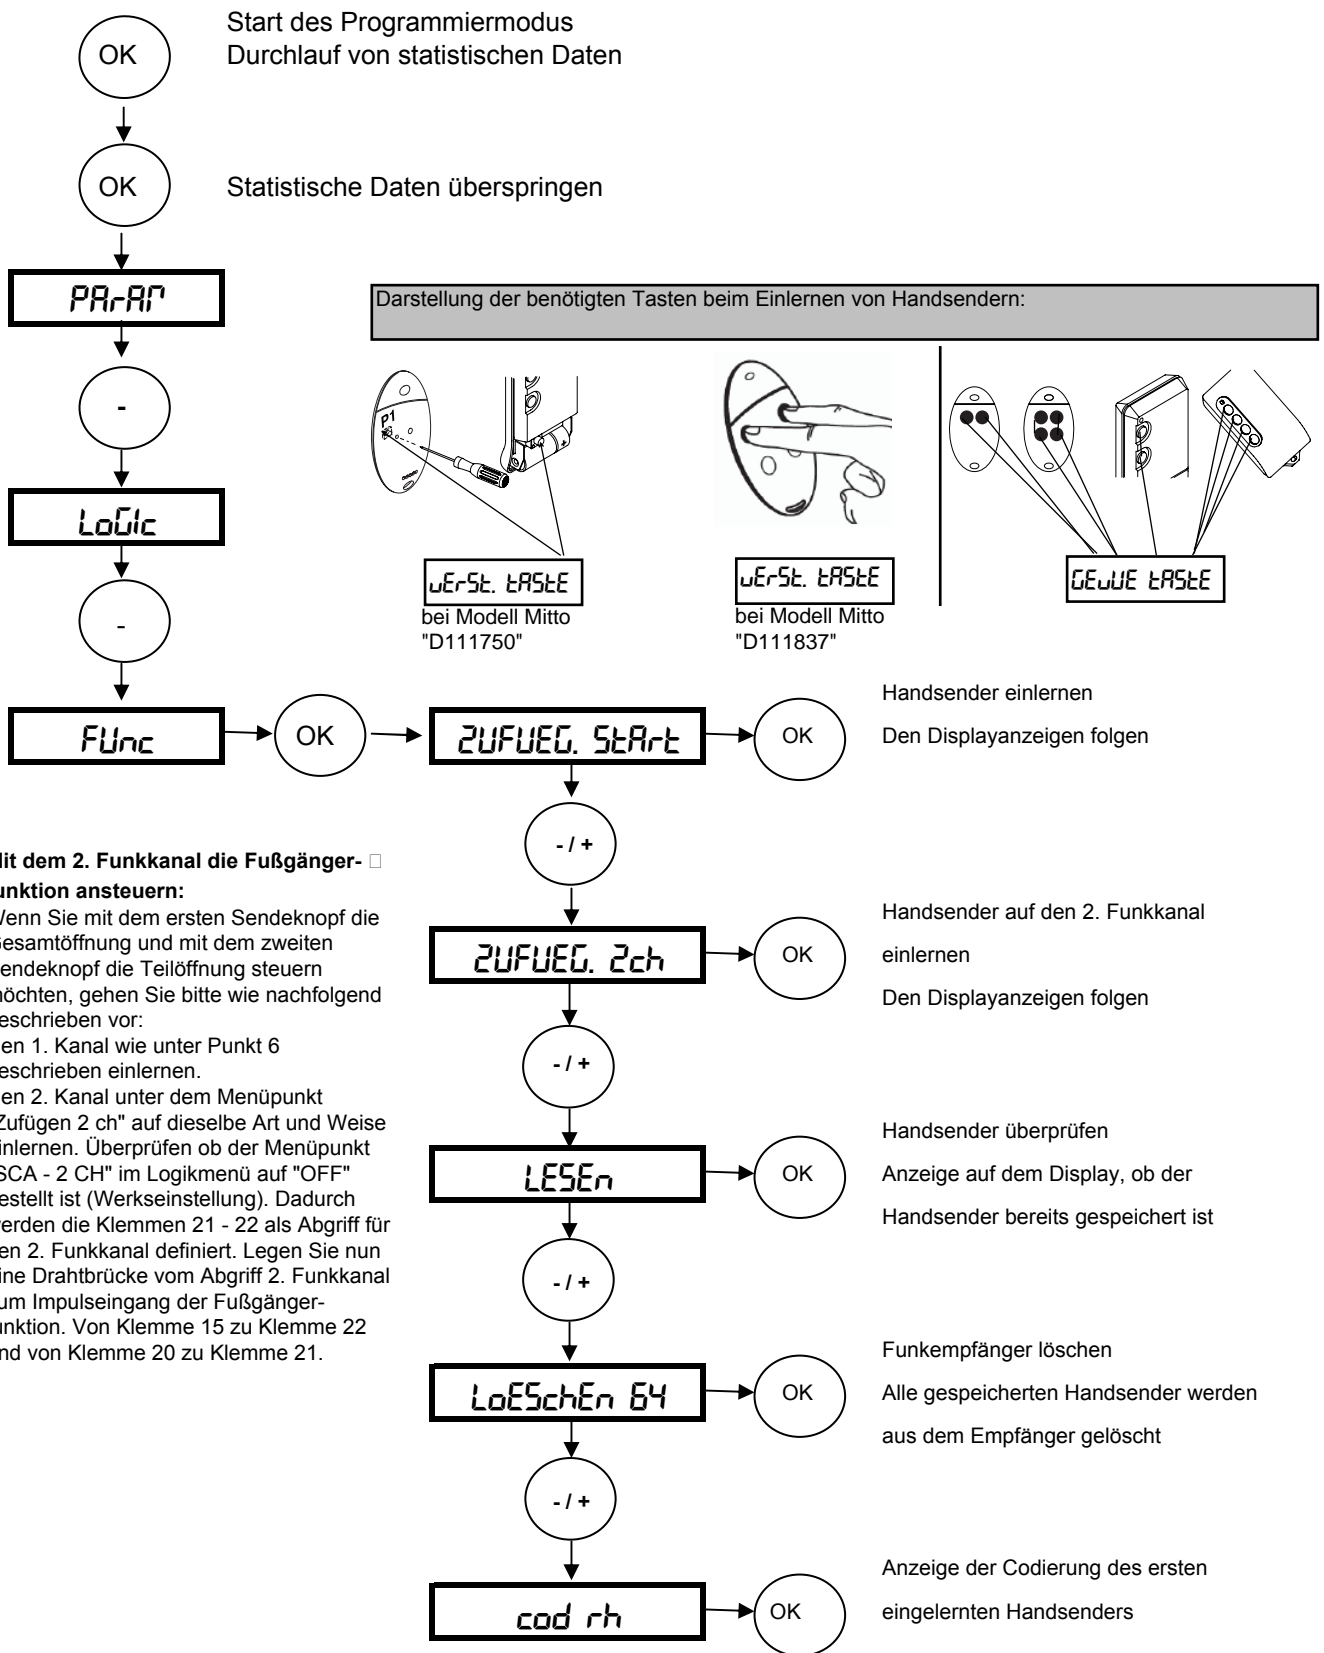 OK
Start des Programmiermodus
Durchlauf von statistischen Daten
OK
Statistische Daten überspringen
PArAM
-
LoGIc
-
FUnc
OK
Darstellung der benötigten Tasten beim Einlernen von Handsendern:
P1
+
vErSt. tAStE
bei Modell Mitto
"D111750"
vErSt. tAStE
bei Modell Mitto
"D111837"
GEwUE tAStE
ZUFUEG. StArt
OK
Handsender einlernen
Den Displayanzeigen folgen
- / +
ZUFUEG. 2ch
OK
Handsender auf den 2. Funkkanal
einlernen
Den Displayanzeigen folgen
- / +
LESEn
OK
Handsender überprüfen
Anzeige auf dem Display, ob der
Handsender bereits gespeichert ist
- / +
LoESchEn 64
OK
Funkempfänger löschen
Alle gespeicherten Handsender werden
aus dem Empfänger gelöscht
- / +
cod rh
OK
Anzeige der Codierung des ersten
eingelernten Handsenders
it dem 2. Funkkanal die Fußgänger-
unktion ansteuern:
enn Sie mit dem ersten Sendeknopf die
esamtöffnung und mit dem zweiten
endeknopf die Teilöffnung steuern
öchten, gehen Sie bitte wie nachfolgend
eschrieben vor:
en 1. Kanal wie unter Punkt 6
eschrieben einlernen.
en 2. Kanal unter dem Menüpunkt
Zufügen 2 ch" auf dieselbe Art und Weise
inlernen. Überprüfen ob der Menüpunkt
SCA - 2 CH" im Logikmenü auf "OFF"
estellt ist (Werkseinstellung). Dadurch
erden die Klemmen 21 - 22 als Abgriff für
en 2. Funkkanal definiert. Legen Sie nun
ine Drahtbrücke vom Abgriff 2. Funkkanal
um Impulseingang der Fußgänger-
unktion. Von Klemme 15 zu Klemme 22
nd von Klemme 20 zu Klemme 21.